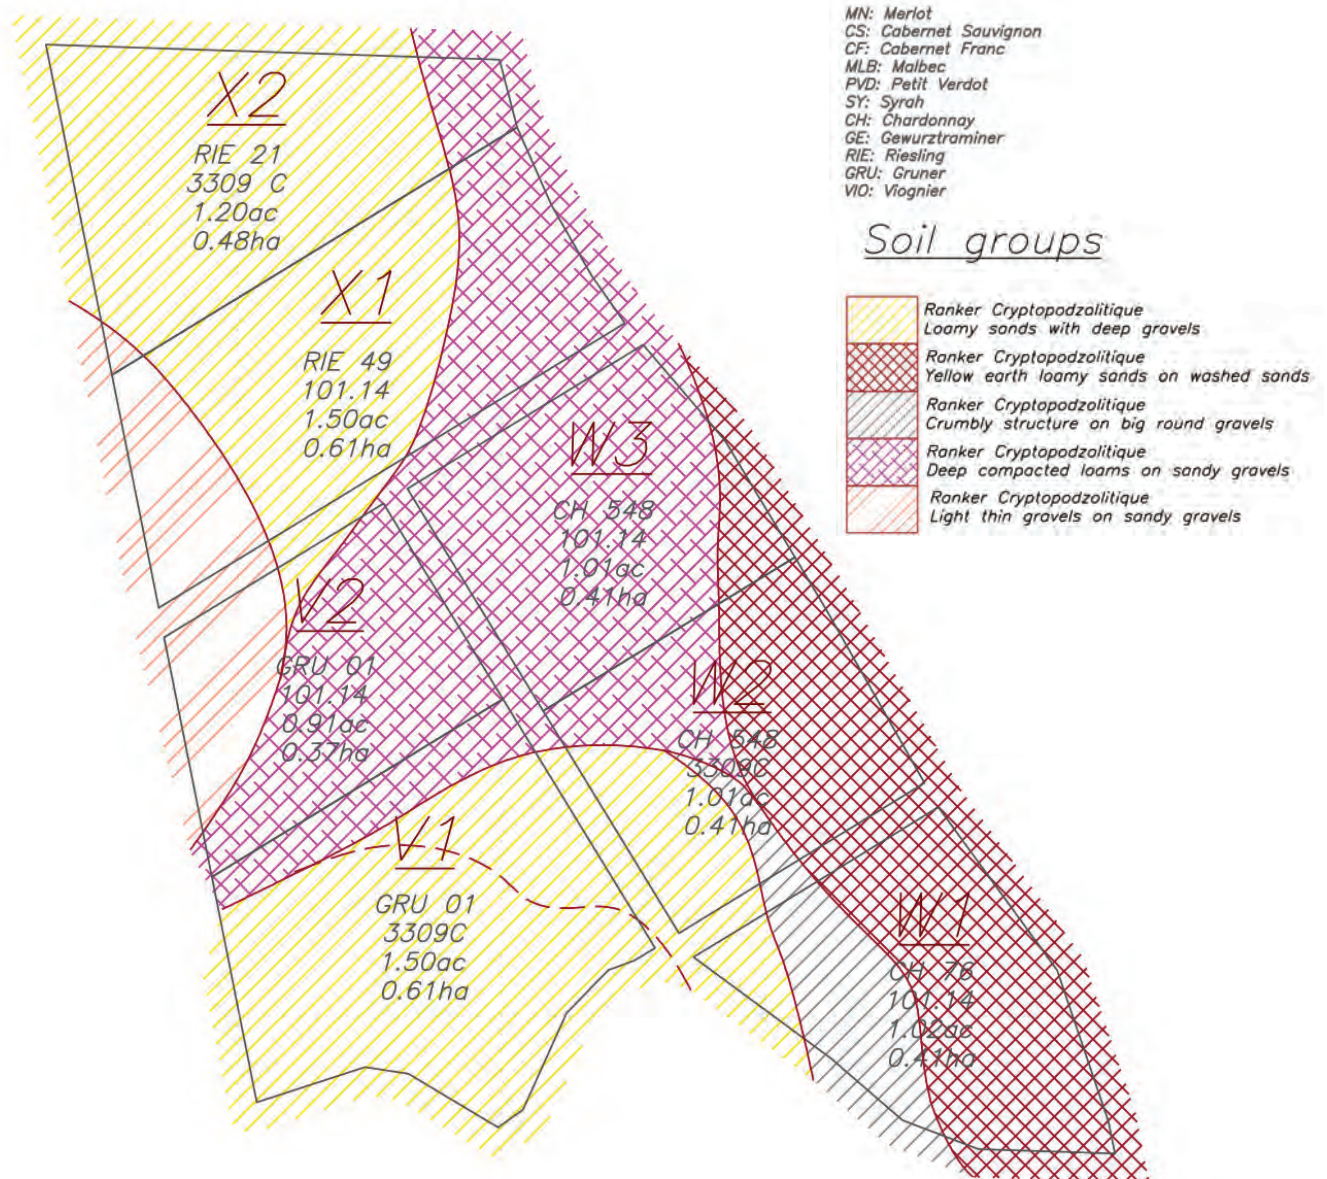 MN: Merlot
CS: Cabernet Sauvignon
CF: Cabernet Franc
MLB: Malbec
PVD: Petit Verdot
SY: Syrah
CH: Chardonnay
GE: Gewurztraminer
RIE: Riesling
GRU: Gruner
VIO: Viognier
Soil groups
Ranker Cryptopodzolitique
Loamy sands with deep gravels
Ranker Cryptopodzolitique
Yellow earth loamy sands on washed sands
Ranker Cryptopodzolitique
Crumbly structure on big round gravels
Ranker Cryptopodzolitique
Deep compacted loams on sandy gravels
Ranker Cryptopodzolitique
Light thin gravels on sandy gravels
X2
RIE 21
3309 C
1.20ac
0.48ha
X1
RIE 49
101.14
1.50ac
0.61ha
W3
CH 548
101.14
1.01ac
0.41ha
V2
GRU 01
101.14
0.91ac
0.37ha
W2
CH 548
3309C
1.01ac
0.41ha
V1
GRU 01
3309C
1.50ac
0.61ha
W1
CH 76
101.14
1.02ac
0.41ha